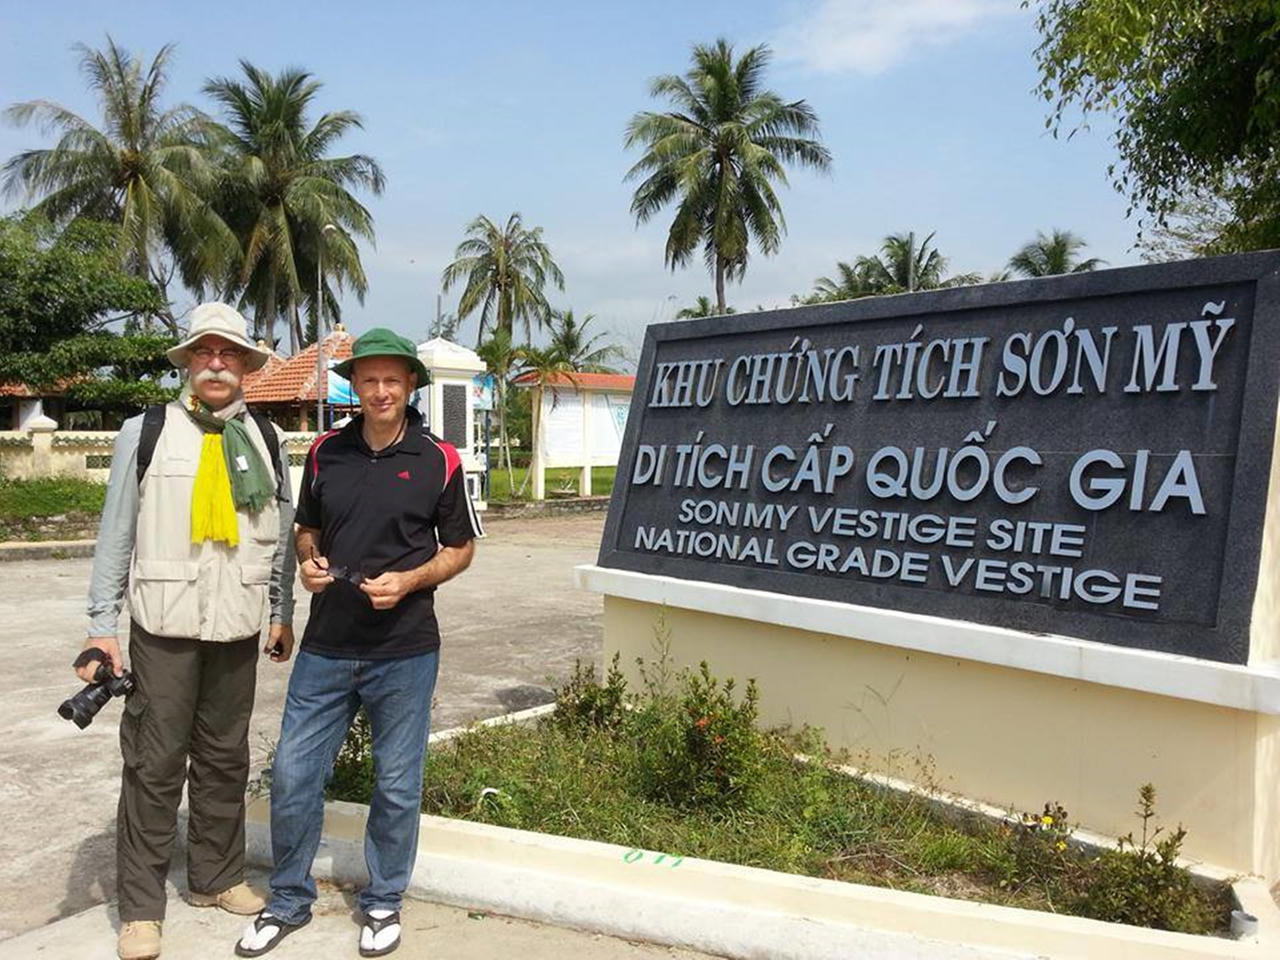 KHU CHỨNG TÍCH SƠN MỸ
DI TÍCH CẤP QUỐC GIA
SON MY VESTIGE SITE
NATIONAL GRADE VESTIGE